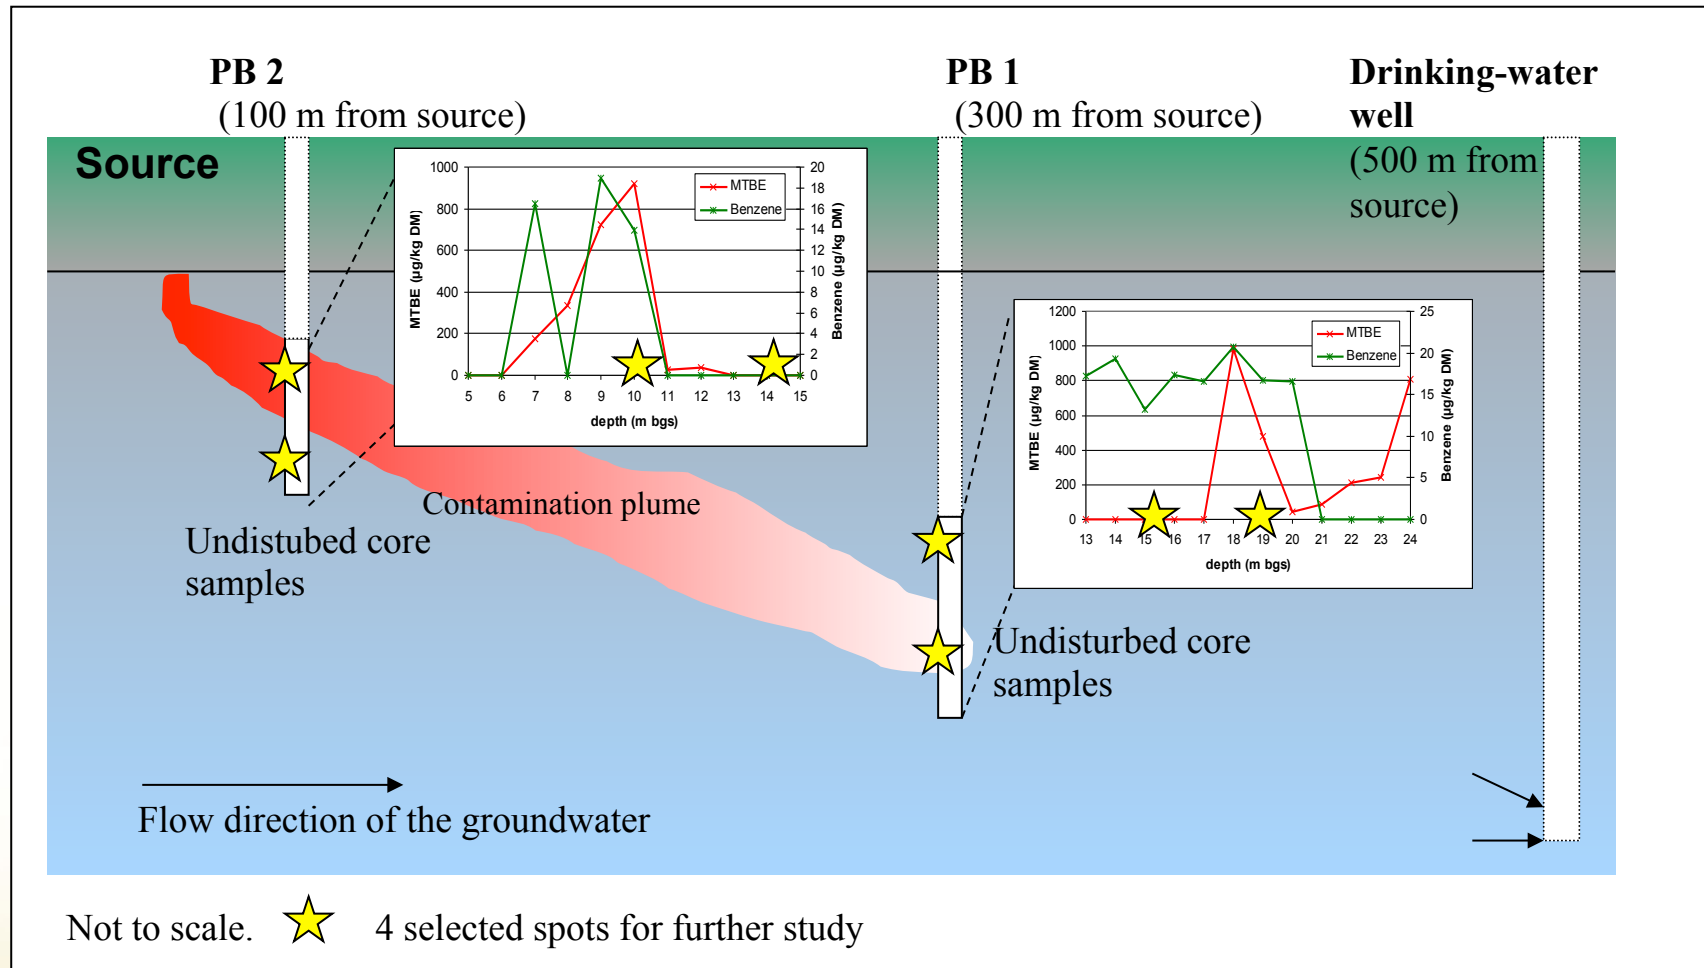 PB 2
(100 m from source)
PB 1
(300 m from source)
Drinking-water
well
(500 m from
source)
Source
1000
800
600
400
200
0
MTBE (µg/kg DM)
20
18
16
14
12
10
8
6
4
2
0
Benzene (µg/kg DM)
MTBE
Benzene
5 6 7 8 9 10 11 12 13 14 15
depth (m bgs)
1200
1000
800
600
400
200
0
MTBE (µg/kg DM)
25
20
15
10
5
0
Benzene (µg/kg DM)
MTBE
Benzene
13 14 15 16 17 18 19 20 21 22 23 24
depth (m bgs)
Contamination plume
Undistubed core
samples
Undisturbed core
samples
Flow direction of the groundwater
Not to scale. 4 selected spots for further study